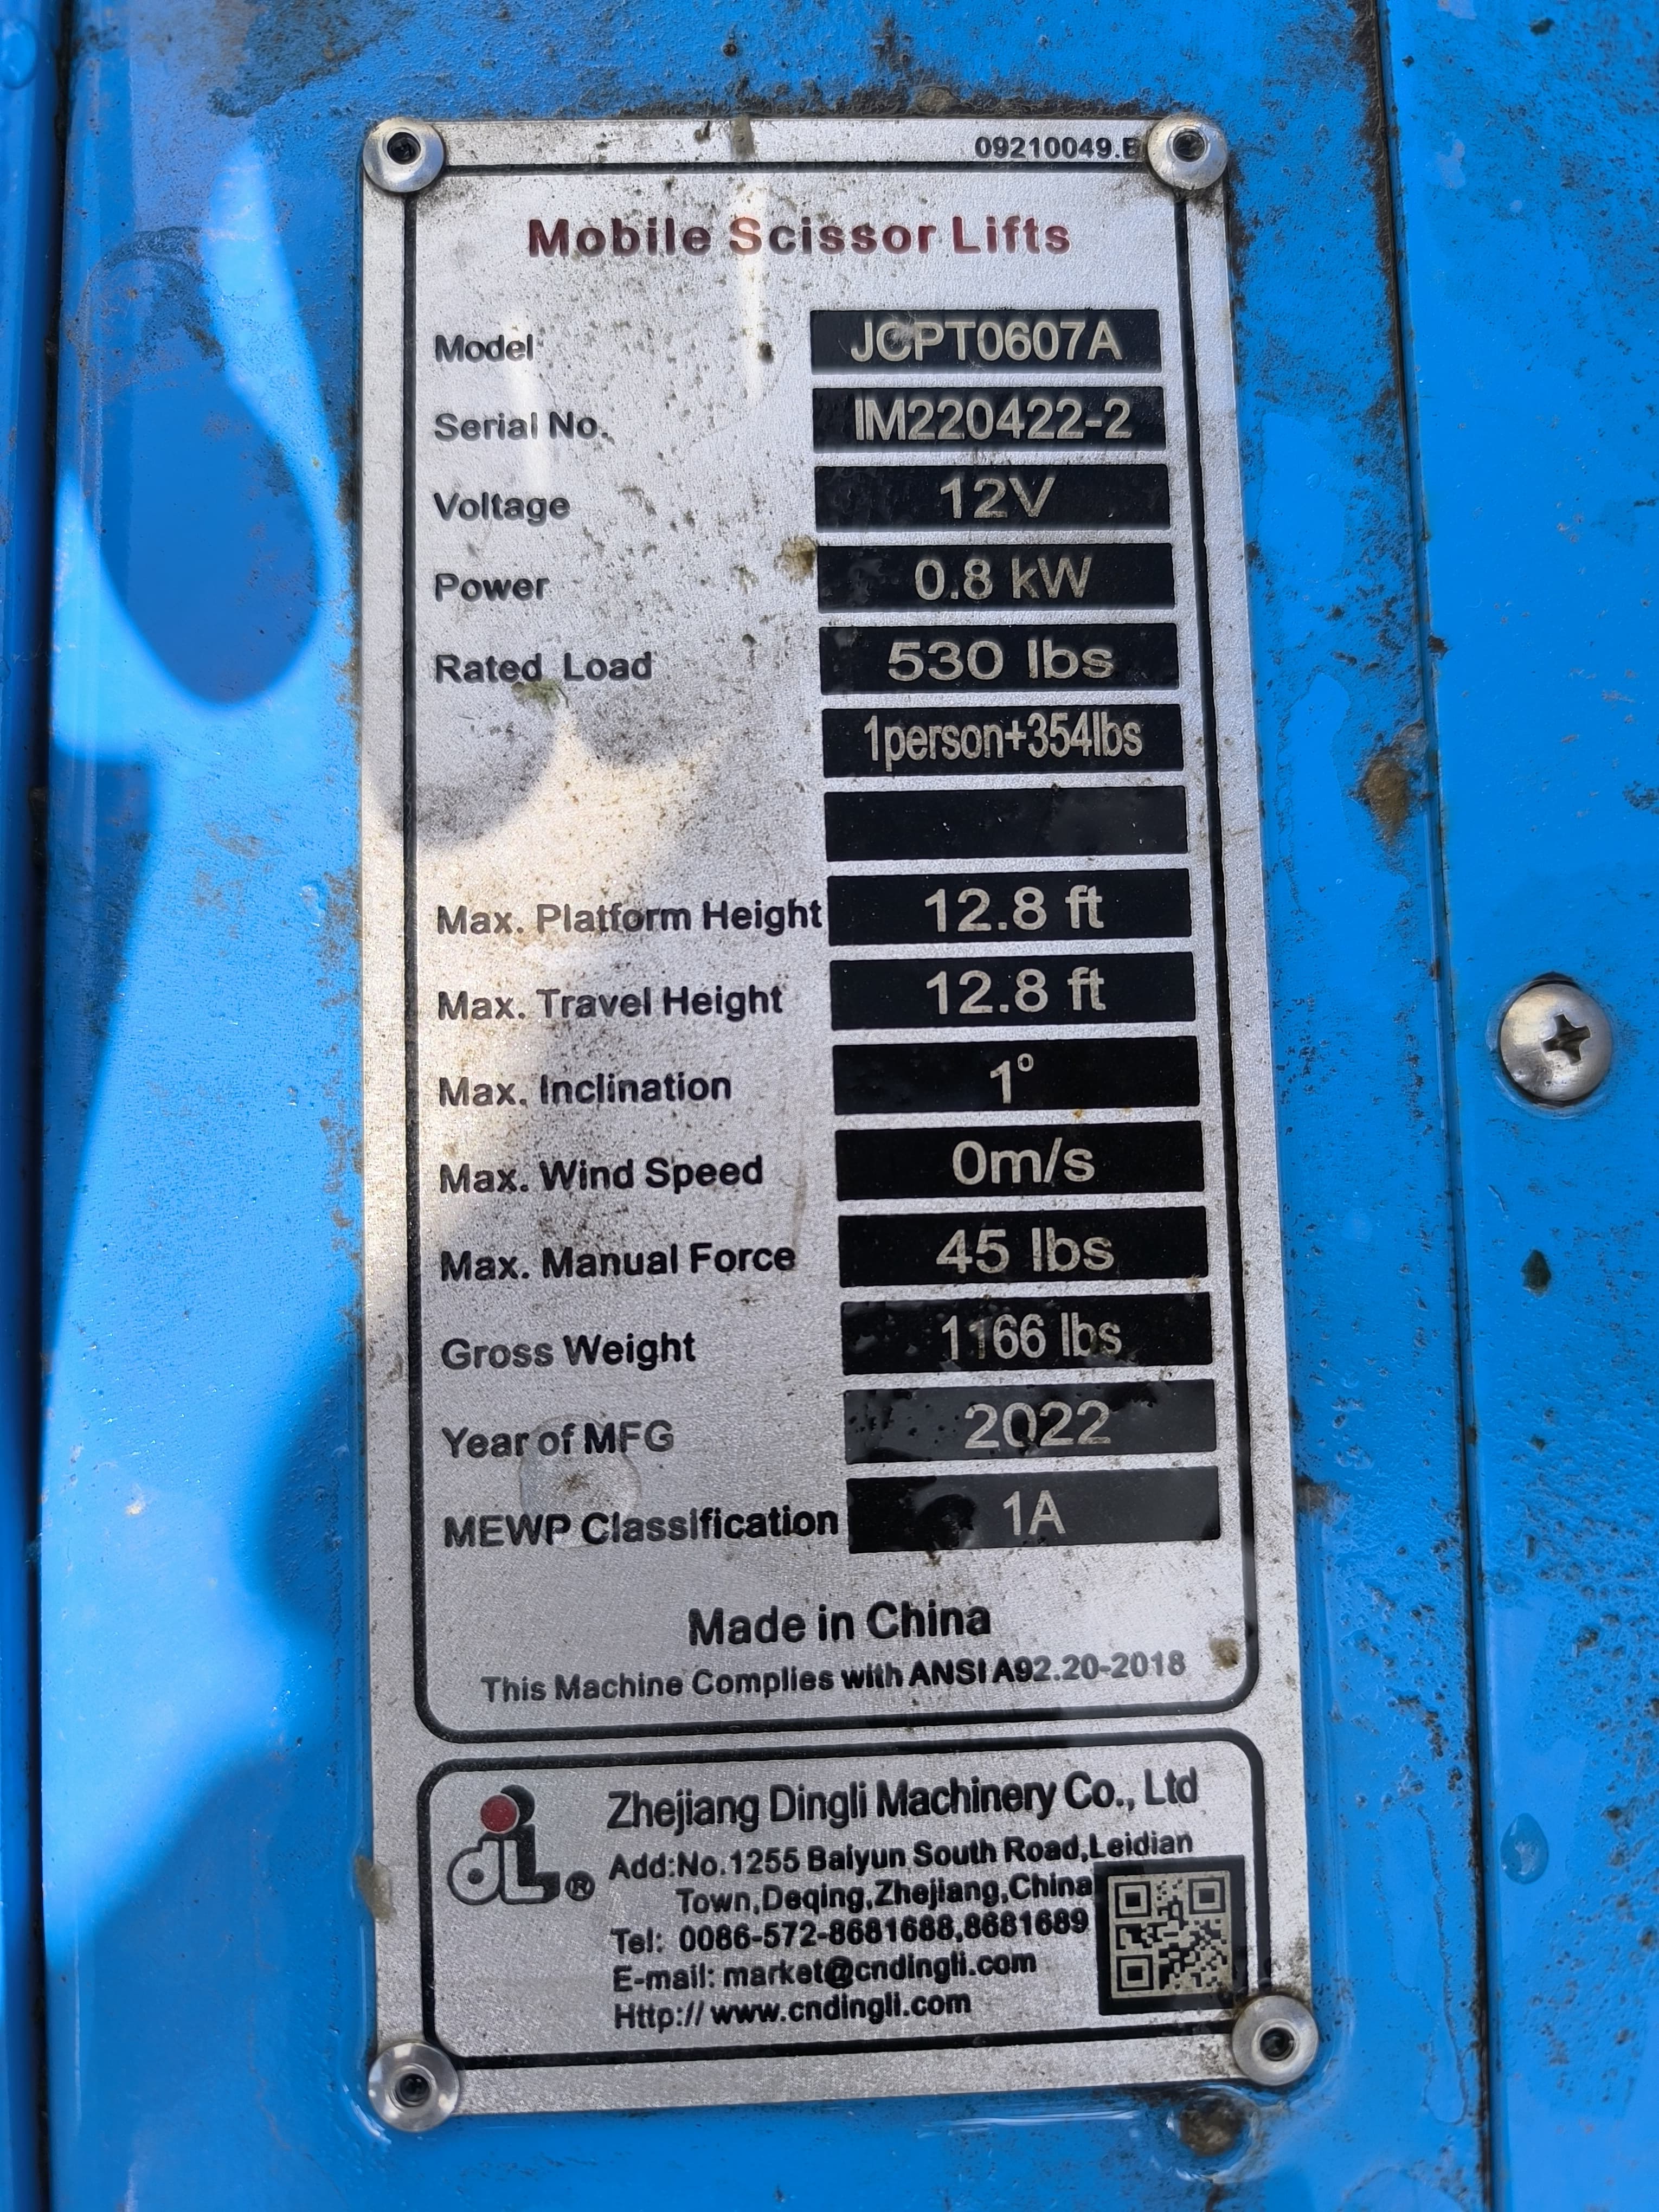 09210049.E
Mobile Scissor Lifts
Model JCPT0607A
Serial No. IM220422-2
Voltage 12V
Power 0.8 kW
Rated Load 530 lbs
1person+354lbs
Max. Platform Height 12.8 ft
Max. Travel Height 12.8 ft
Max. Inclination 1°
Max. Wind Speed 0m/s
Max. Manual Force 45 lbs
Gross Weight 1166 lbs
Year of MFG 2022
MEWP Classification 1A
Made in China
This Machine Complies with ANSI A92.20-2018
Zhejiang Dingli Machinery Co., Ltd
dL® Add:No.1255 Baiyun South Road,Leidian
Town,Deqing,Zhejiang,China
Tel: 0086-572-8681688,8681689
E-mail: market@cndingli.com
Http:// www.cndingli.com